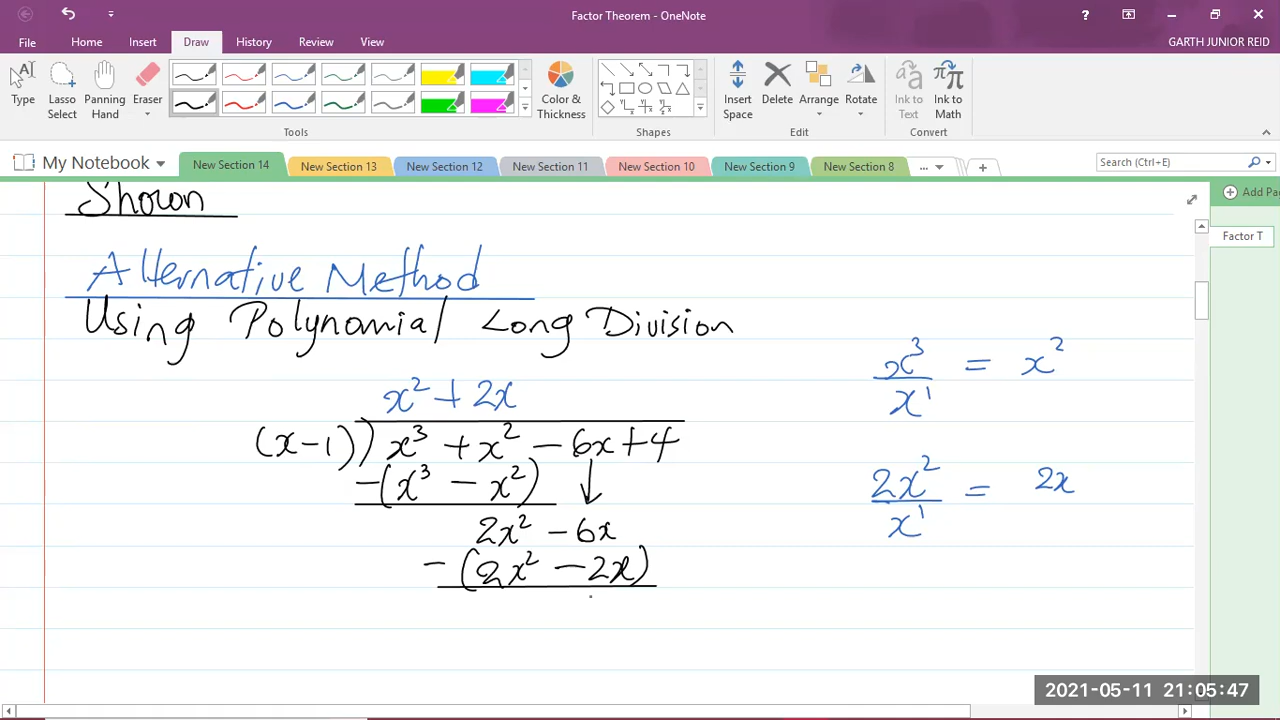 Factor Theorem - OneNote
GARTH JUNIOR REID
File Home Insert Draw History Review View
Type
Lasso Select
Panning Hand
Eraser
Color & Thickness
Insert Space
Delete
Arrange
Rotate
Ink to Text
Ink to Math
Tools
Shapes
Edit
Convert
My Notebook
New Section 14 New Section 13 New Section 12 New Section 11 New Section 10 New Section 9 New Section 8 ...
Search (Ctrl+E)
Add Pa
Factor T
Shown
Alternative Method
Using Polynomial Long Division
x² + 2x
(x-1) ) x³ + x² - 6x + 4
-(x³ - x²) ↓
2x² - 6x
-(2x² - 2x)
x³/x¹ = x²
2x²/x¹ = 2x
2021-05-11 21:05:47